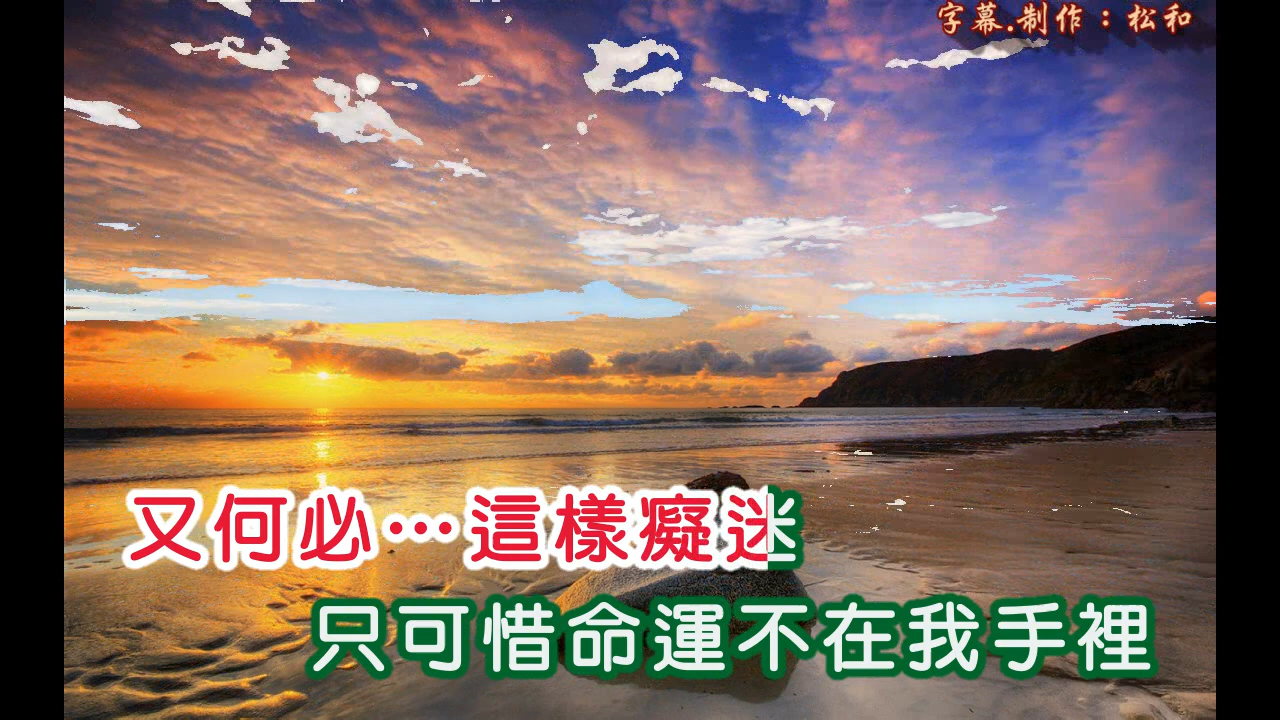 字幕.制作：松和
又何必…這樣癡迷
只可惜命運不在我手裡